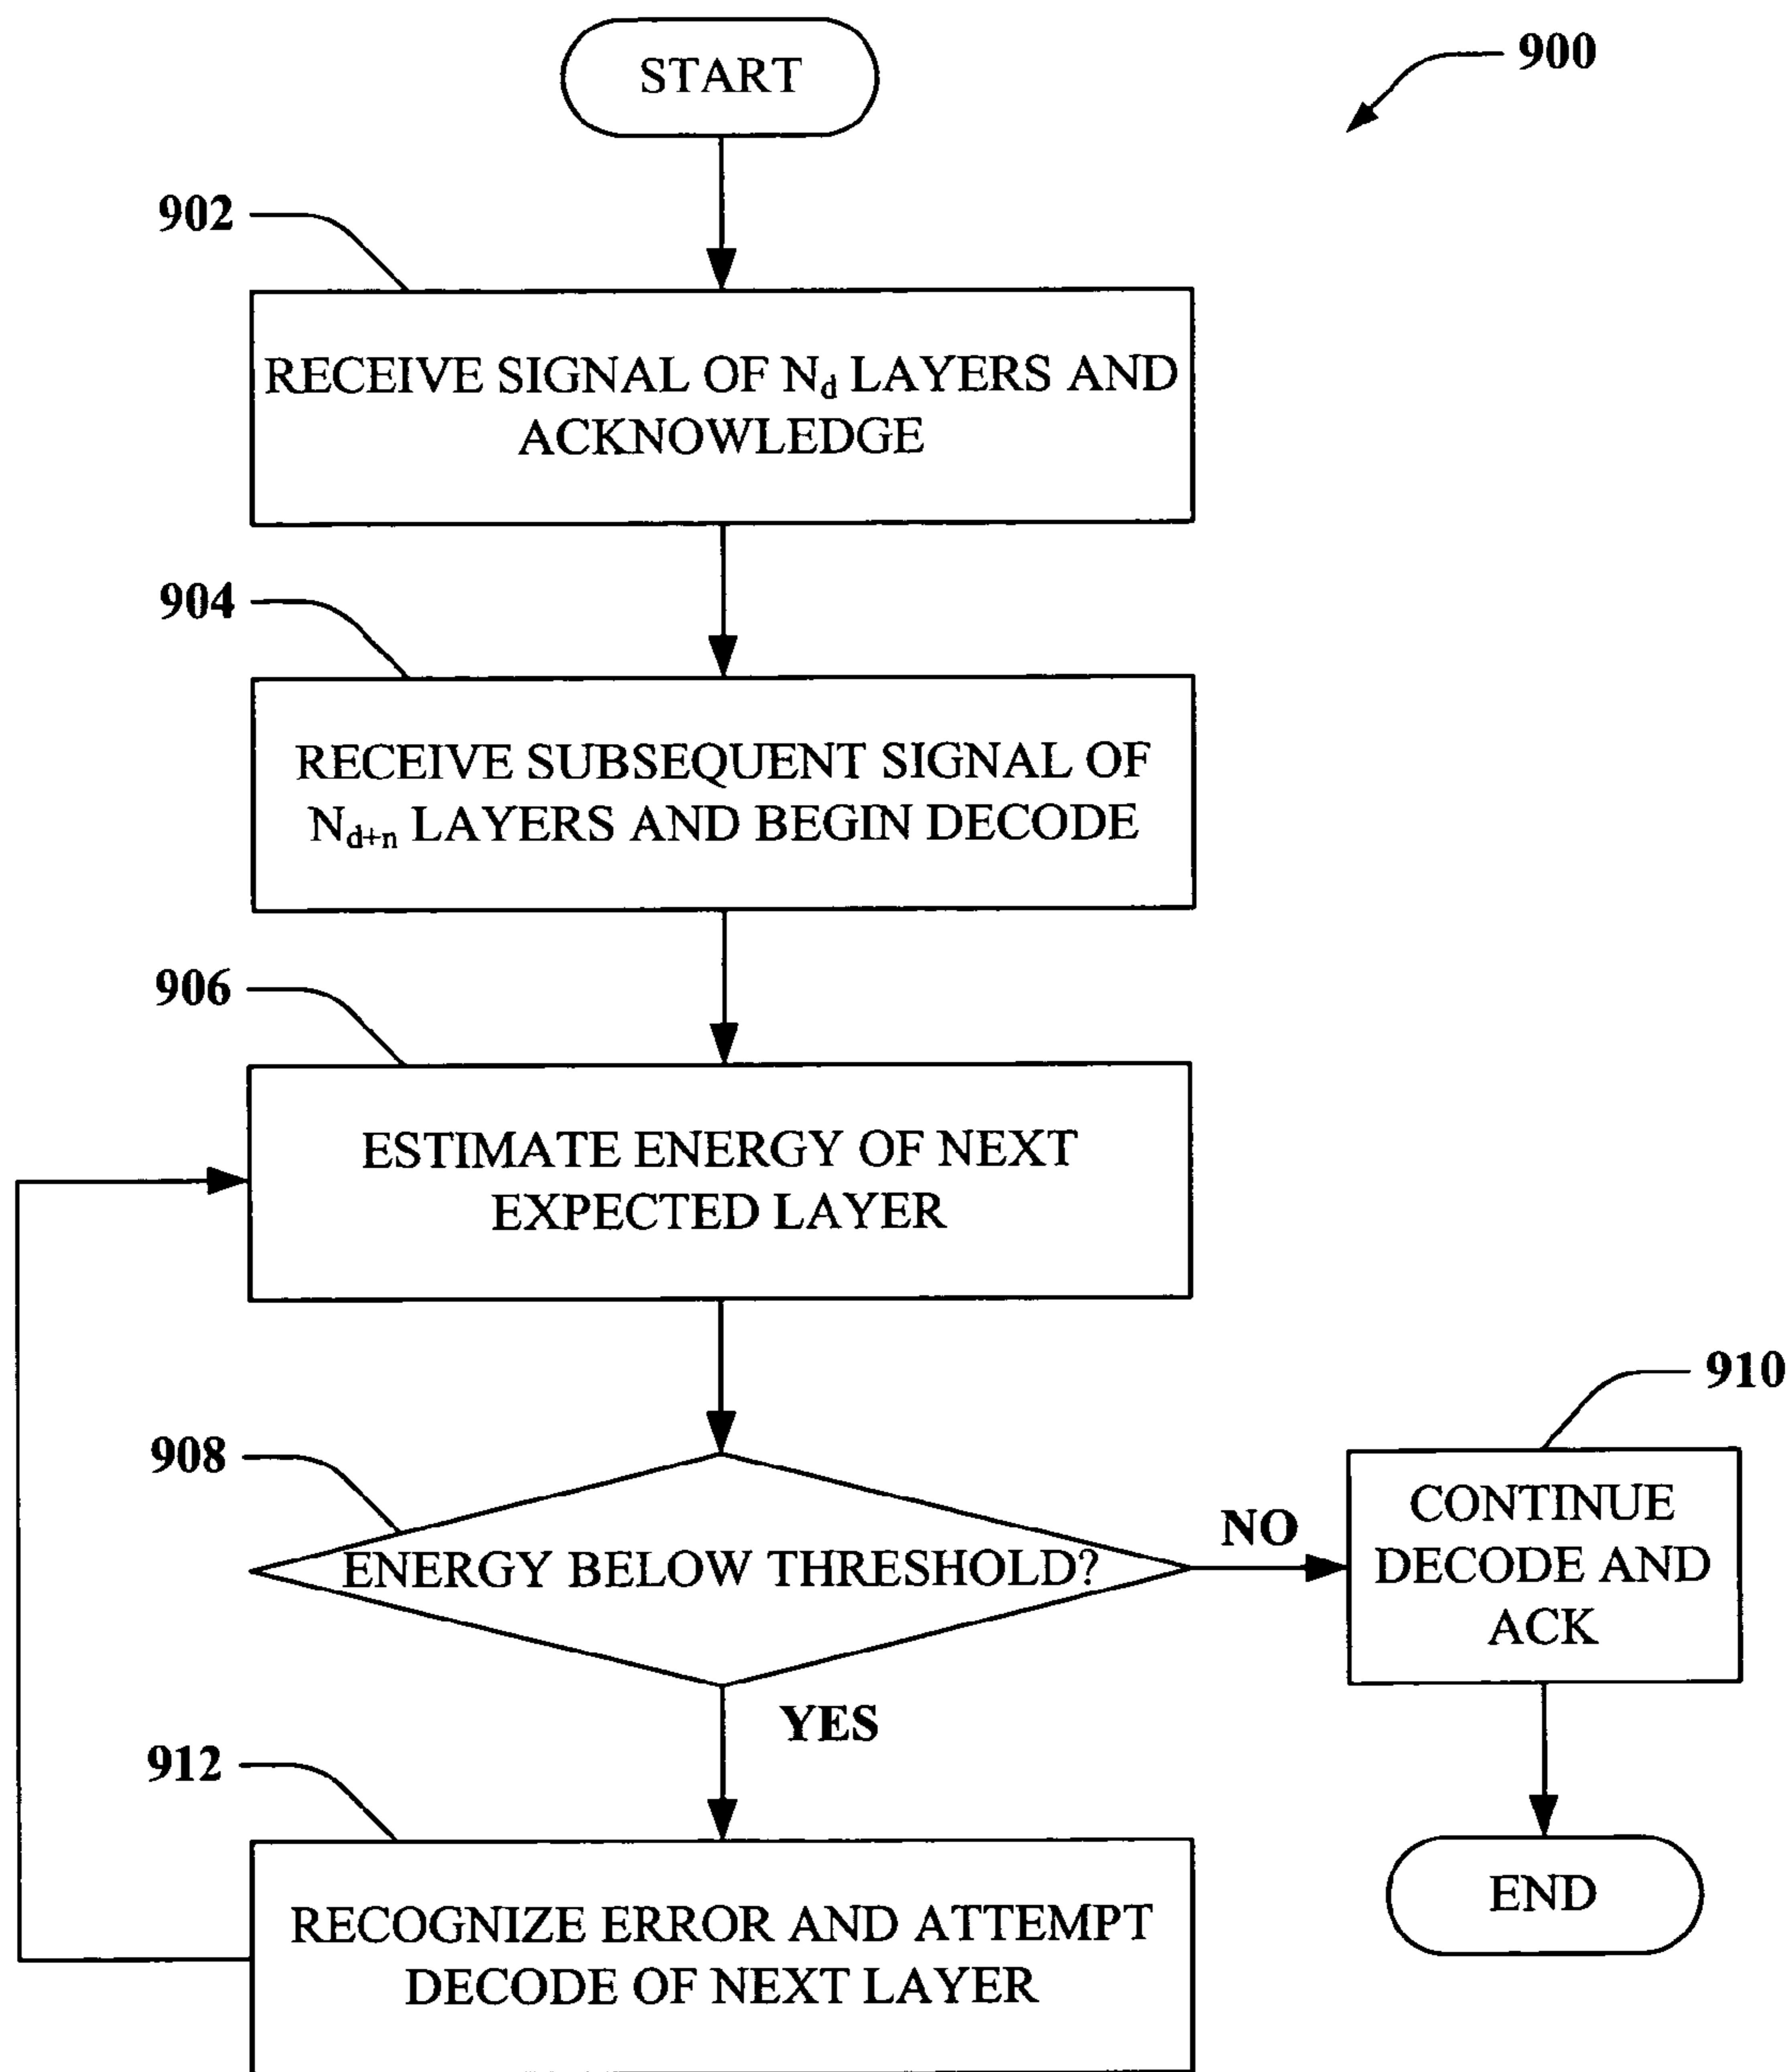 START
900
902
RECEIVE SIGNAL OF Nd LAYERS AND
ACKNOWLEDGE
904
RECEIVE SUBSEQUENT SIGNAL OF
Nd+n LAYERS AND BEGIN DECODE
906
ESTIMATE ENERGY OF NEXT
EXPECTED LAYER
908
ENERGY BELOW THRESHOLD?
NO
910
CONTINUE
DECODE AND
ACK
YES
912
RECOGNIZE ERROR AND ATTEMPT
DECODE OF NEXT LAYER
END